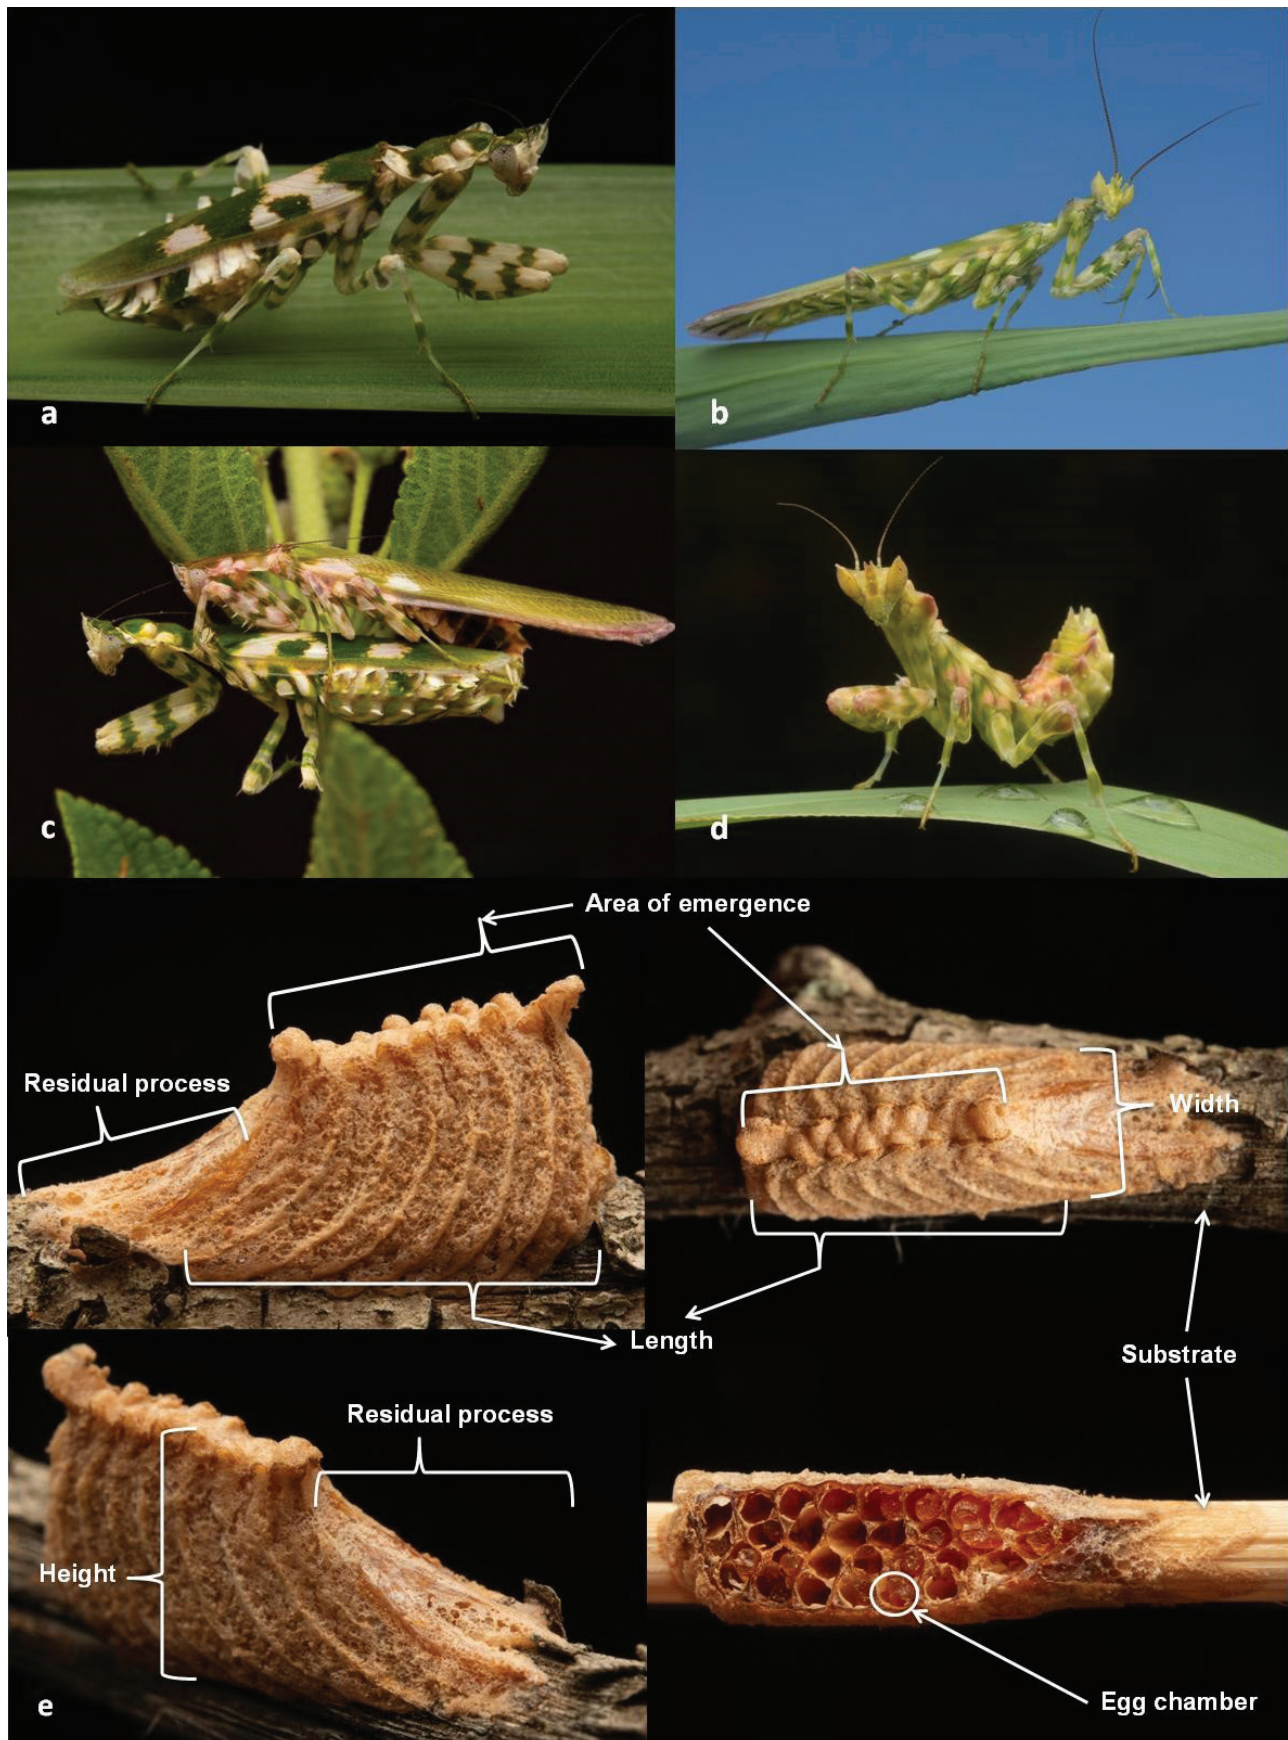 a
b
c
d
Area of emergence
Residual process
Width
Length
Substrate
Residual process
Height
e
Egg chamber